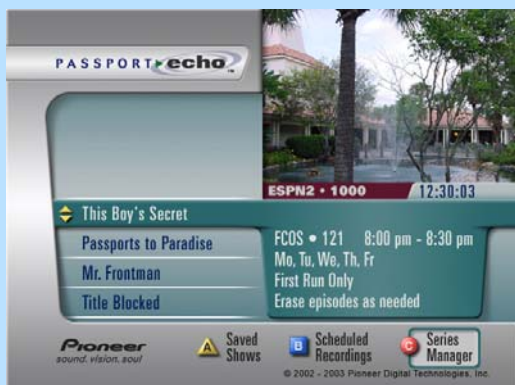 PASSPORT echo™
ESPN2 • 1000 12:30:03
This Boy's Secret
Passports to Paradise
Mr. Frontman
Title Blocked
FCOS • 121 8:00 pm - 8:30 pm
Mo, Tu, We, Th, Fr
First Run Only
Erase episodes as needed
Pioneer
sound. vision. soul
A Saved Shows
B Scheduled Recordings
C Series Manager
© 2002 - 2003 Pioneer Digital Technologies, Inc.